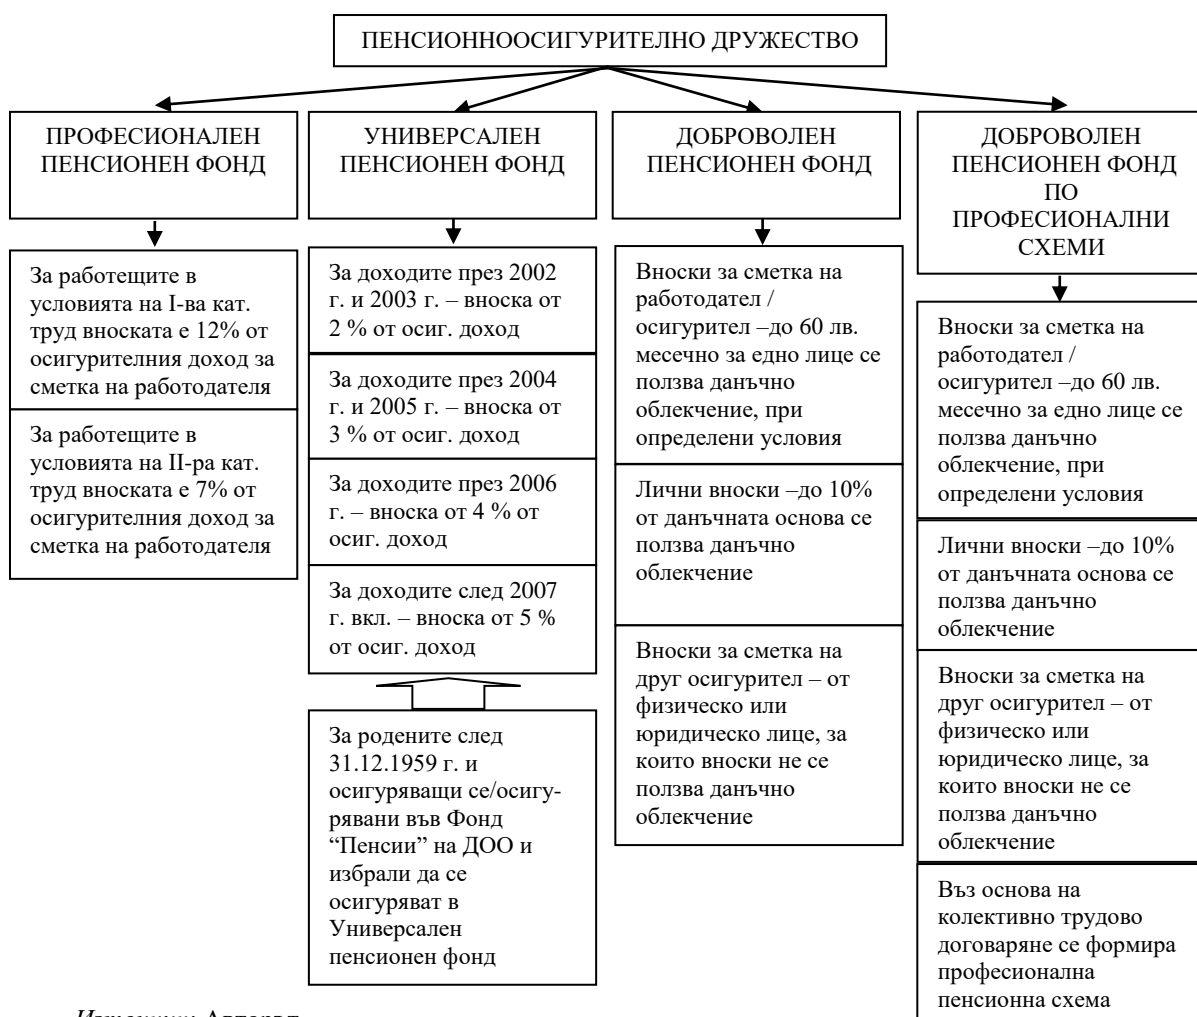 ПЕНСИОННООСИГУРИТЕЛНО ДРУЖЕСТВО
ПРОФЕСИОНАЛЕН
ПЕНСИОНЕН ФОНД
УНИВЕРСАЛЕН
ПЕНСИОНЕН ФОНД
ДОБРОВОЛЕН
ПЕНСИОНЕН ФОНД
ДОБРОВОЛЕН
ПЕНСИОНЕН ФОНД
ПО
ПРОФЕСИОНАЛНИ
СХЕМИ
За работещите в
условията на I-ва кат.
труд вноската е 12% от
осигурителния доход за
сметка на работодателя
За работещите в
условията на II-ра кат.
труд вноската е 7% от
осигурителния доход за
сметка на работодателя
За доходите през 2002
г. и 2003 г. – вноска от
2 % от осиг. доход
За доходите през 2004
г. и 2005 г. – вноска от
3 % от осиг. доход
За доходите през 2006
г. – вноска от 4 % от
осиг. доход
За доходите след 2007
г. вкл. – вноска от 5 %
от осиг. доход
За родените след
31.12.1959 г. и
осигуряващи се/осигу-
рявани във Фонд
“Пенсии” на ДОО и
избрали да се
осигуряват в
Универсален
пенсионен фонд
Вноски за сметка на
работодател /
осигурител –до 60 лв.
месечно за едно лице се
ползва данъчно
облекчение, при
определени условия
Лични вноски –до 10%
от данъчната основа се
ползва данъчно
облекчение
Вноски за сметка на
друг осигурител – от
физическо или
юридическо лице, за
които вноски не се
ползва данъчно
облекчение
Вноски за сметка на
работодател /
осигурител –до 60 лв.
месечно за едно лице се
ползва данъчно
облекчение, при
определени условия
Лични вноски –до 10%
от данъчната основа се
ползва данъчно
облекчение
Вноски за сметка на
друг осигурител – от
физическо или
юридическо лице, за
които вноски не се
ползва данъчно
облекчение
Въз основа на
колективно трудово
договаряне се формира
професионална
пенсионна схема